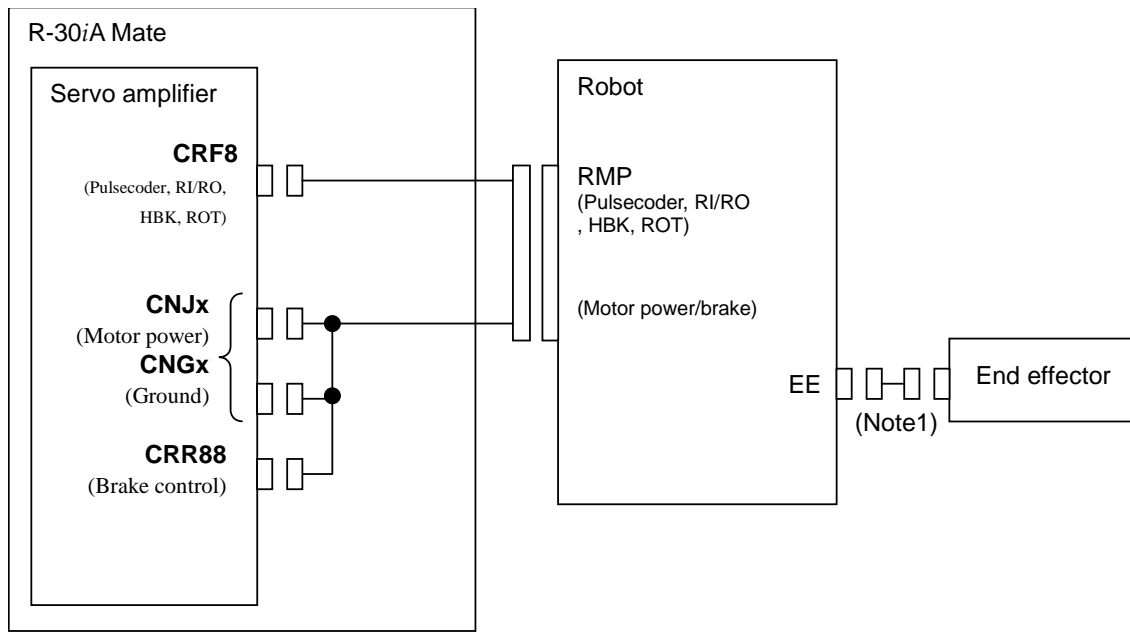 R-30iA Mate
Servo amplifier
CRF8
(Pulsecoder, RI/RO,
HBK, ROT)
CNJx
(Motor power)
CNGx
(Ground)
CRR88
(Brake control)
Robot
RMP
(Pulsecoder, RI/RO
, HBK, ROT)
(Motor power/brake)
EE
(Note1)
End effector